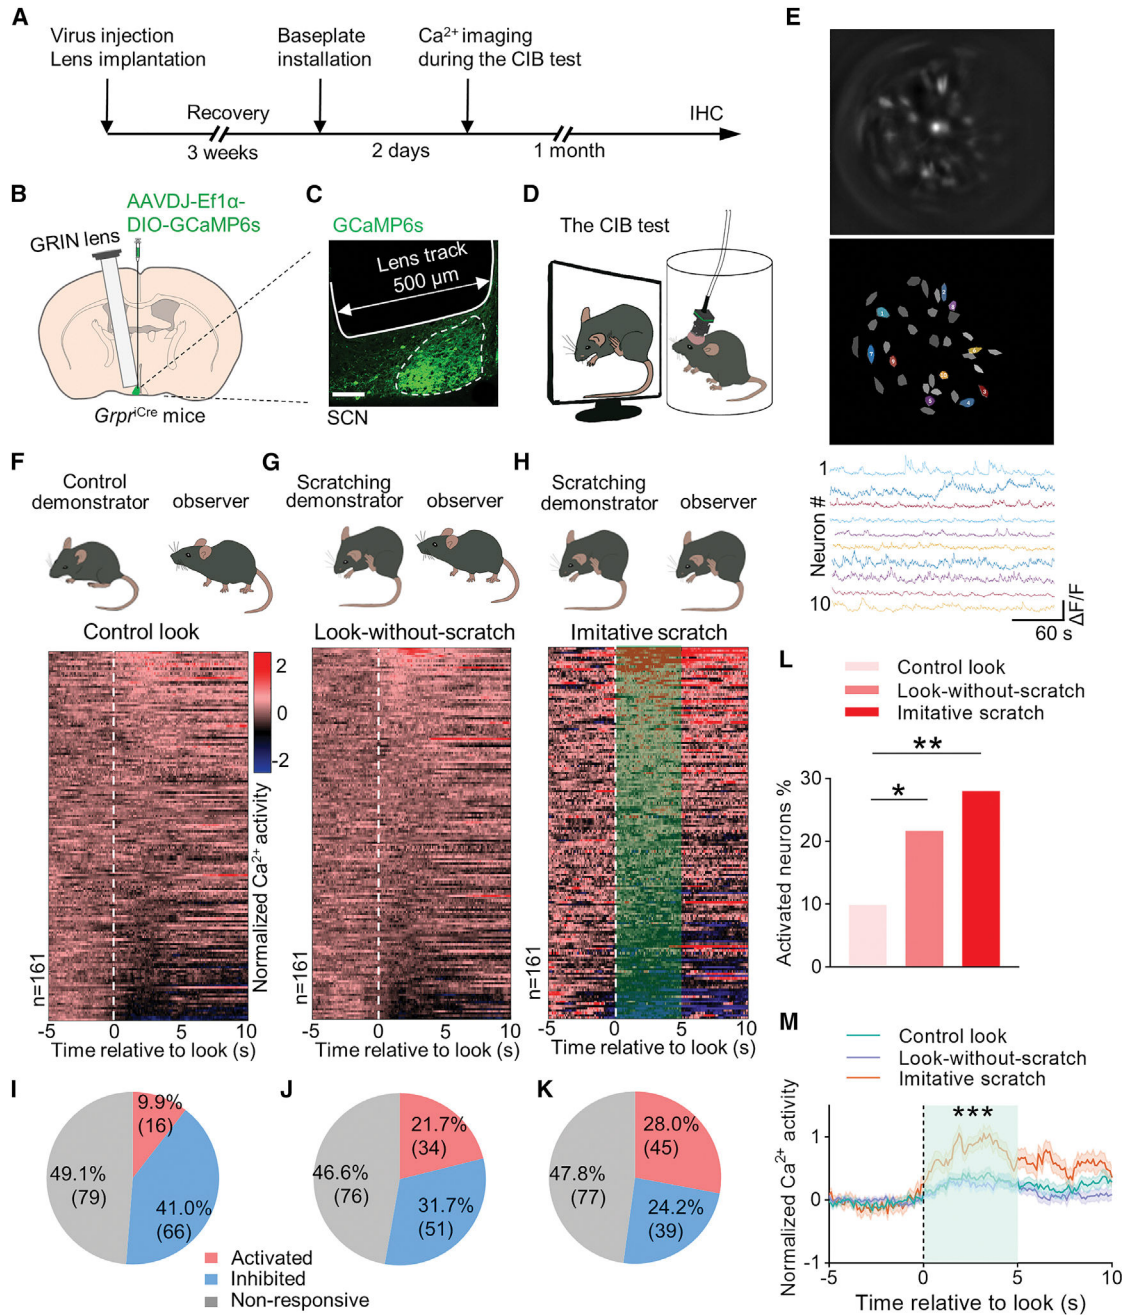 A
Virus injection
Lens implantation
Baseplate
installation
Ca2+ imaging
during the CIB test
Recovery
IHC
3 weeks
2 days
1 month
B
AAVDJ-Ef1α-
DIO-GCaMP6s
GRIN lens
GrpriCre mice
C
GCaMP6s
Lens track
500 μm
SCN
D
The CIB test
E
Neuron #
1
10
60 s
ΔF/F
F
Control
demonstrator
observer
Control look
2
0
-2
Normalized Ca2+ activity
n=161
-5 0 5 10
Time relative to look (s)
G
Scratching
demonstrator
observer
Look-without-scratch
n=161
-5 0 5 10
Time relative to look (s)
H
Scratching
demonstrator
observer
Imitative scratch
n=161
-5 0 5 10
Time relative to look (s)
I
9.9%
(16)
49.1%
(79)
41.0%
(66)
J
21.7%
(34)
46.6%
(76)
31.7%
(51)
K
28.0%
(45)
47.8%
(77)
24.2%
(39)
Activated
Inhibited
Non-responsive
L
Control look
Look-without-scratch
Imitative scratch
**
*
30
20
10
0
Activated neurons %
M
Control look
Look-without-scratch
Imitative scratch
***
1
0
-1
Normalized Ca2+ activity
-5 0 5 10
Time relative to look (s)